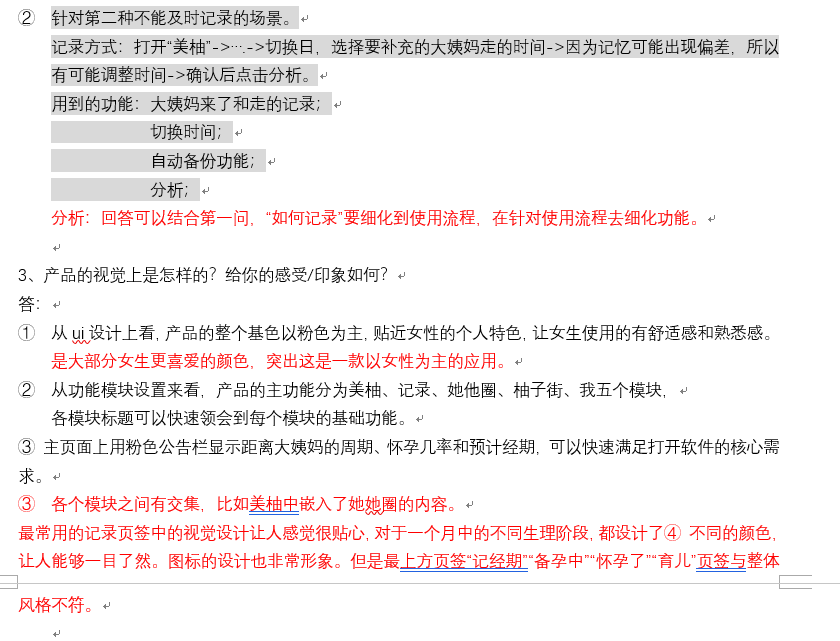 ② 针对第二种不能及时记录的场景。
记录方式：打开“美柚”->….->切换日，选择要补充的大姨妈走的时间->因为记忆可能出现偏差，所以
有可能调整时间->确认后点击分析。
用到的功能：大姨妈来了和走的记录；
切换时间；
自动备份功能；
分析；
分析：回答可以结合第一问，“如何记录”要细化到使用流程，在针对使用流程去细化功能。
3、产品的视觉上是怎样的？给你的感受/印象如何？
答：
① 从 ui 设计上看，产品的整个基色以粉色为主，贴近女性的个人特色，让女生使用的有舒适感和熟悉感。
是大部分女生更喜爱的颜色，突出这是一款以女性为主的应用。
② 从功能模块设置来看，产品的主功能分为美柚、记录、她他圈、柚子街、我五个模块，
各模块标题可以快速领会到每个模块的基础功能。
③ 主页面上用粉色公告栏显示距离大姨妈的周期、怀孕几率和预计经期，可以快速满足打开软件的核心需
求。
③ 各个模块之间有交集，比如美柚中嵌入了她她圈的内容。
最常用的记录页签中的视觉设计让人感觉很贴心，对于一个月中的不同生理阶段，都设计了④ 不同的颜色，
让人能够一目了然。图标的设计也非常形象。但是最上方页签“记经期”“备孕中”“怀孕了”“育儿”页签与整体
风格不符。